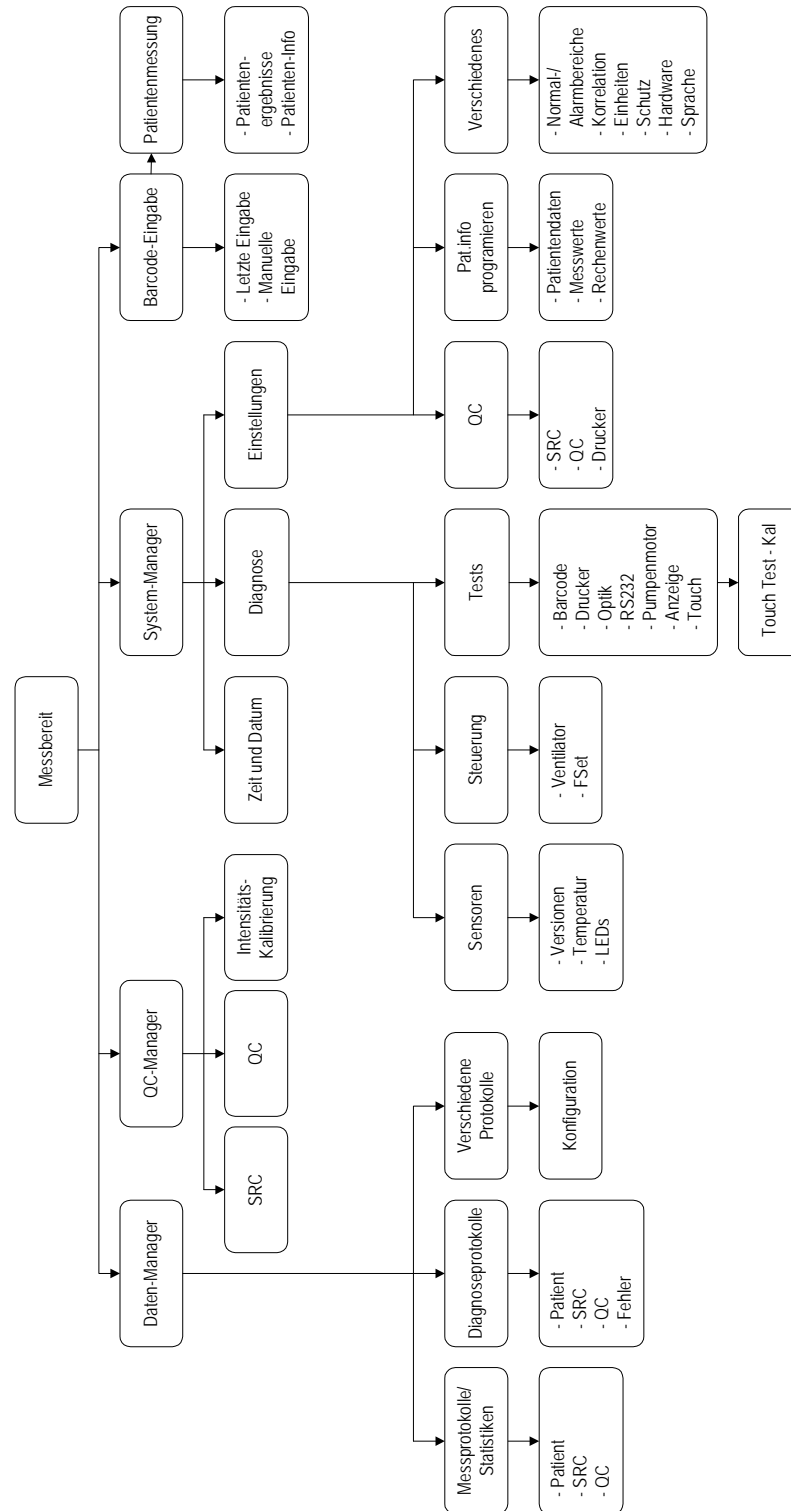 Messbereit
Daten-Manager
QC-Manager
System-Manager
Barcode-Eingabe
Patientenmessung
SRC
QC
Intensitäts-
Kalibrierung
Zeit und Datum
Diagnose
Einstellungen
- Letzte Eingabe
- Manuelle
Eingabe
- Patienten-
ergebnisse
- Patienten-Info
Messprotokolle/
Statistiken
Diagnoseprotokolle
Verschiedene
Protokolle
Sensoren
Steuerung
Tests
QC
Pat.info
programieren
Verschiedenes
- Patient
- SRC
- QC
- Patient
- SRC
- QC
- Fehler
Konfiguration
- Versionen
- Temperatur
- LEDs
- Ventilator
- FSet
- Barcode
- Drucker
- Optik
- RS232
- Pumpenmotor
- Anzeige
- Touch
- SRC
- QC
- Drucker
- Patientendaten
- Messwerte
- Rechenwerte
- Normal-/
Alarmbereiche
- Korrelation
- Einheiten
- Schutz
- Hardware
- Sprache
Touch Test - Kal